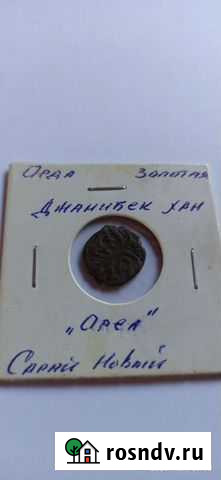 Орда Золотая
Джанибек хан
„Орел"
Сарай Новый
rosndv.ru